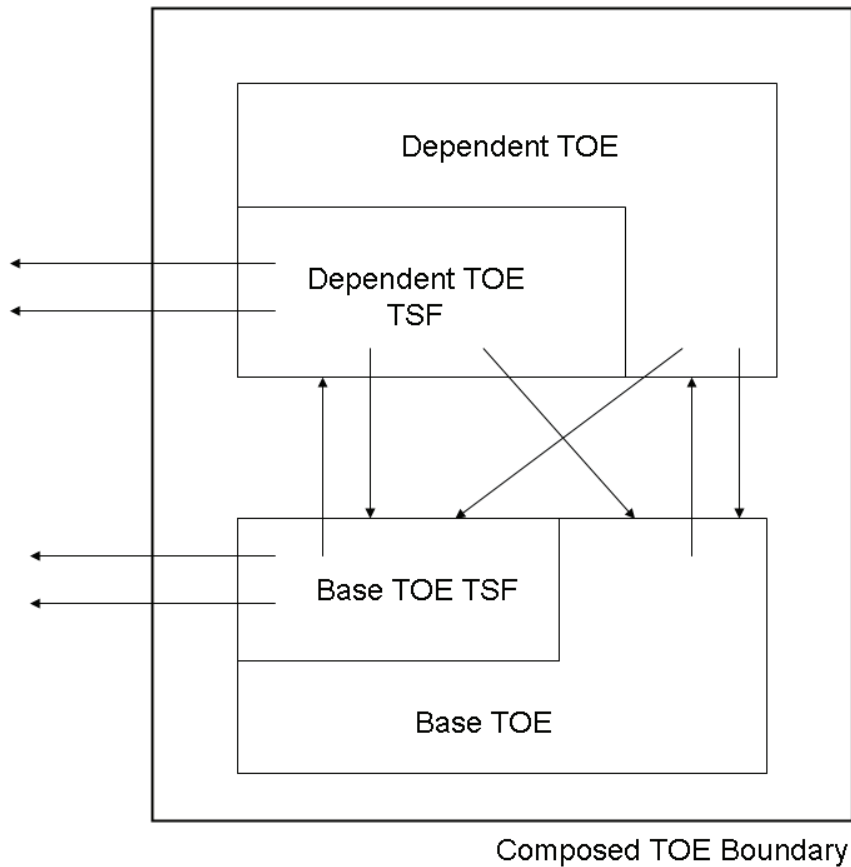 Dependent TOE
Dependent TOE
TSF
Base TOE TSF
Base TOE
Composed TOE Boundary